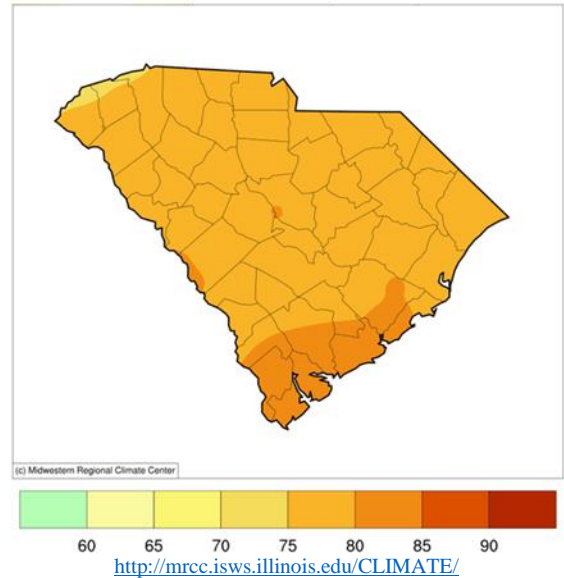 (c) Midwestern Regional Climate Center
60 65 70 75 80 85 90
http://mrcc.isws.illinois.edu/CLIMATE/